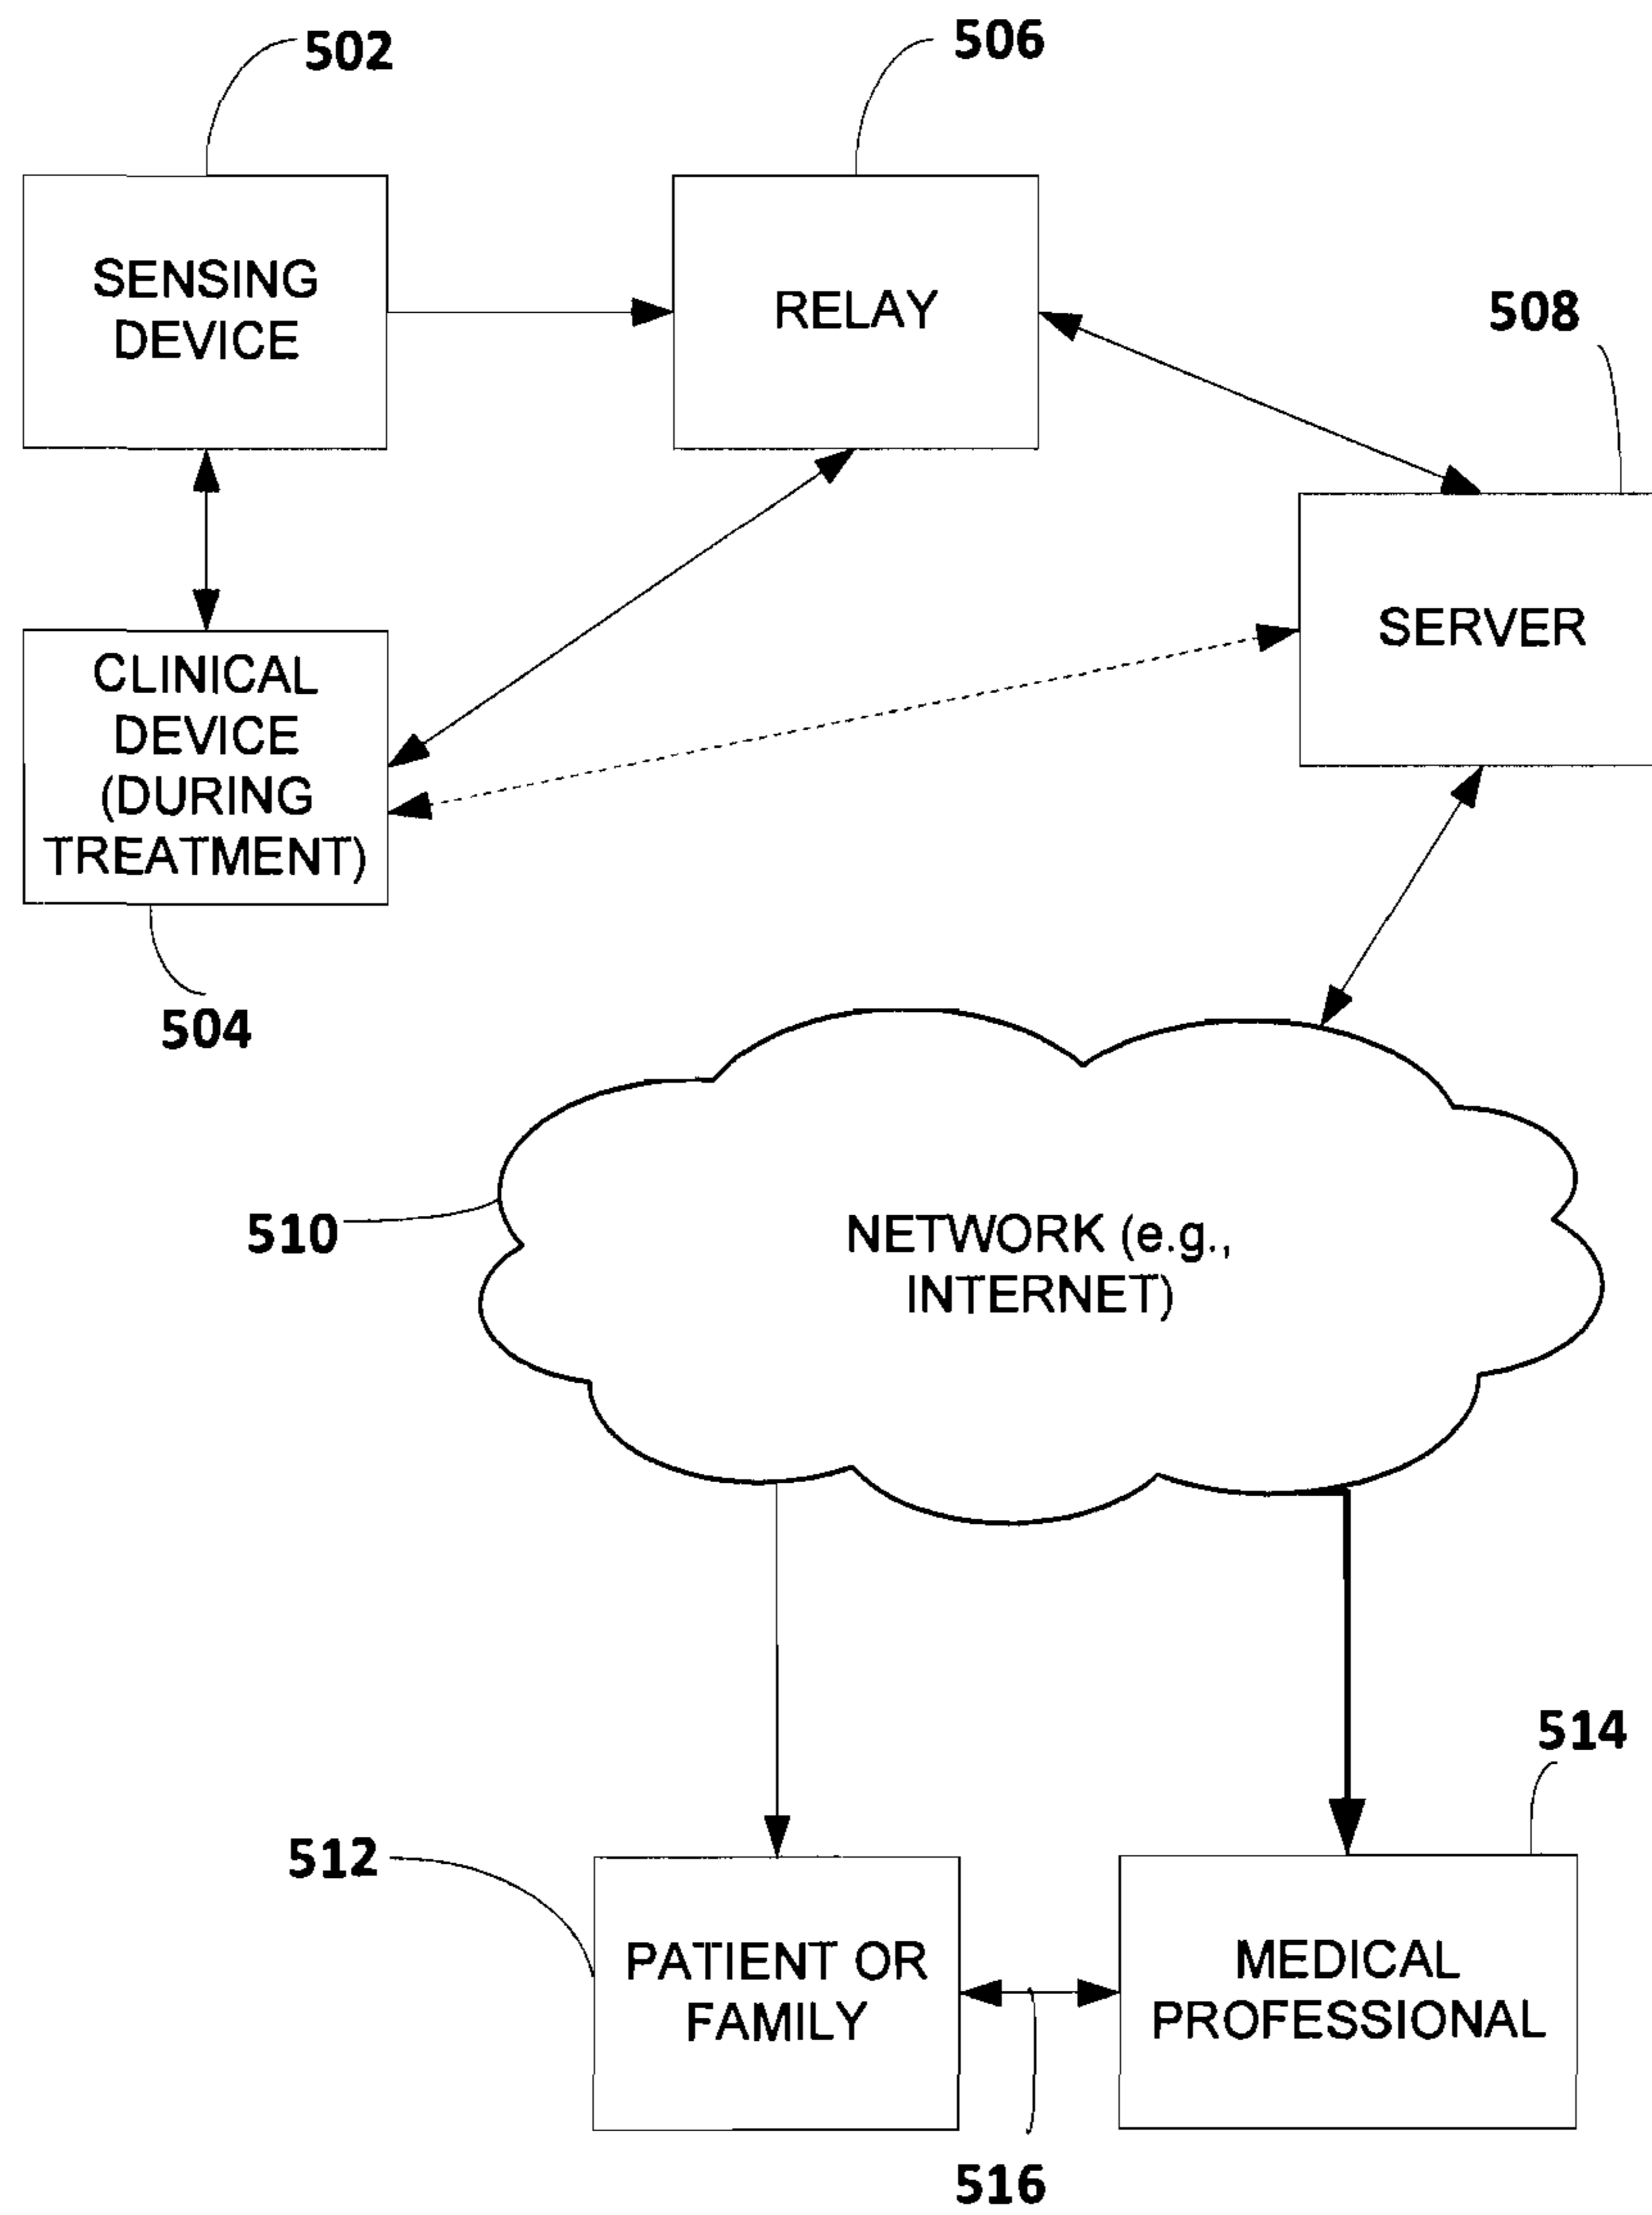 502
506
SENSING
DEVICE
RELAY
508
CLINICAL
DEVICE
(DURING
TREATMENT)
SERVER
504
510
NETWORK (e.g.,
INTERNET)
514
512
PATIENT OR
FAMILY
MEDICAL
PROFESSIONAL
516